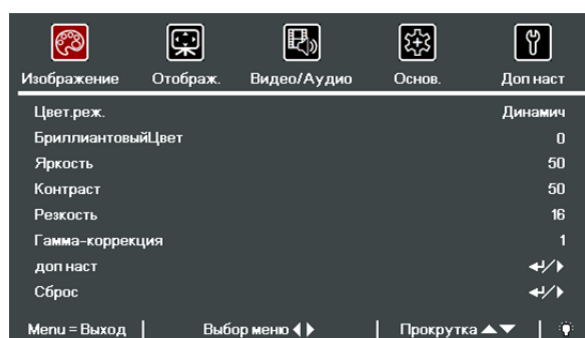 Изображение Отображ. Видео/Аудио Основ. Доп наст
Цвет.реж. Динамич
БриллиантовыйЦвет 0
Яркость 50
Контраст 50
Резкость 16
Гамма-коррекция 1
доп наст
Сброс
Menu = Выход Выбор меню Прокрутка